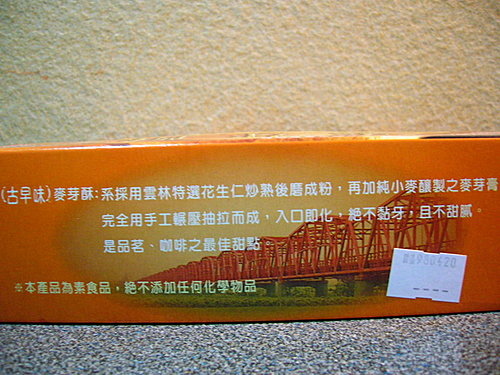 (古早味)麥芽酥:系採用雲林特選花生仁炒熟後磨成粉，再加純小麥釀製之麥芽膏
完全用手工輾壓抽拉而成，入口即化，絕不黏牙，且不甜膩。
是品茗、咖啡之最佳甜點。
※本產品為素食品，絕不添加任何化學物品